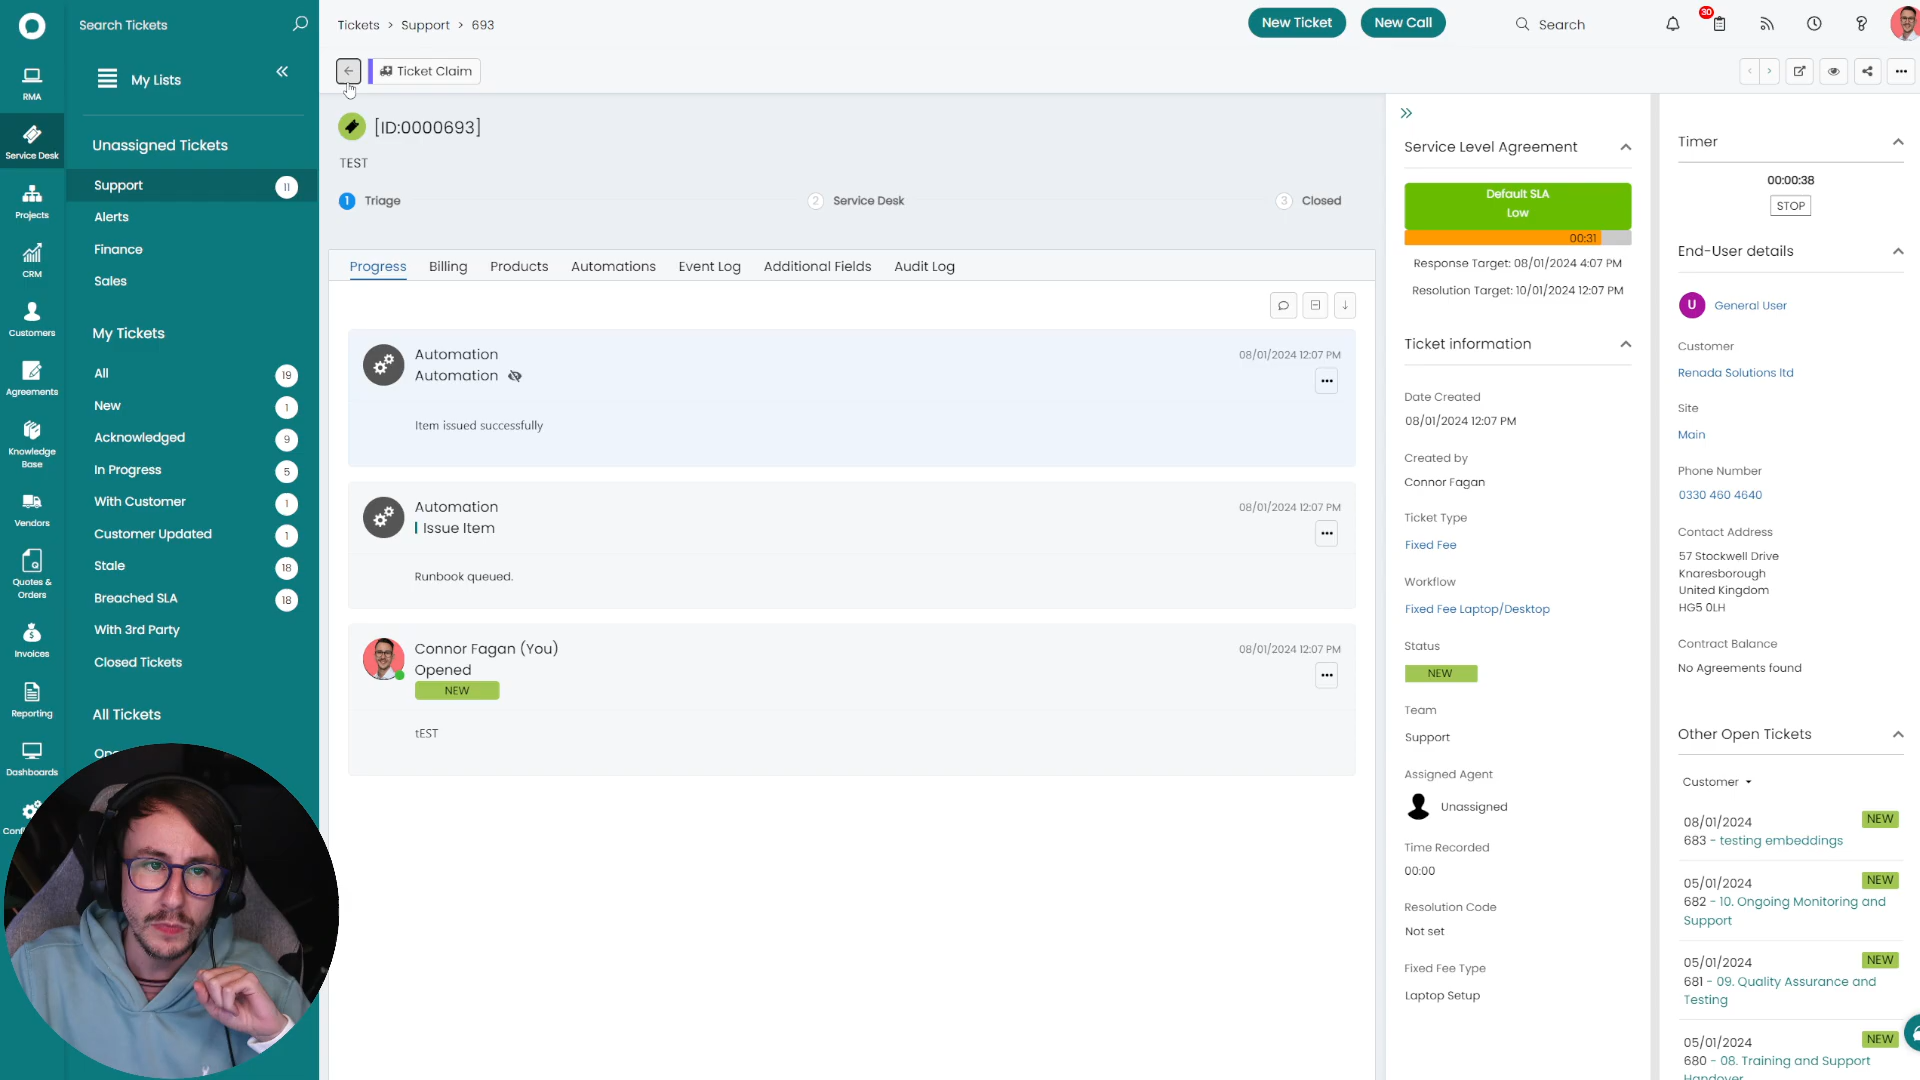 Search Tickets
Tickets > Support > 693
New Ticket
New Call
Search
30
RMA
My Lists
Ticket Claim
Service Desk
Unassigned Tickets
Support 11
Alerts
Finance
Sales
Projects
CRM
Customers
Agreements
Knowledge
Base
Vendors
Quotes &
Orders
Invoices
Reporting
Dashboards
My Tickets
All 19
New 1
Acknowledged 9
In Progress 5
With Customer 1
Customer Updated 1
Stale 18
Breached SLA 18
With 3rd Party
Closed Tickets
All Tickets
[ID:0000693]
TEST
1 Triage
2 Service Desk
3 Closed
Progress Billing Products Automations Event Log Additional Fields Audit Log
Automation
Automation
08/01/2024 12:07 PM
Item issued successfully
Automation
Issue Item
08/01/2024 12:07 PM
Runbook queued.
Connor Fagan (You)
Opened
NEW
08/01/2024 12:07 PM
tEST
Service Level Agreement
Default SLA
Low
00:31
Response Target: 08/01/2024 4:07 PM
Resolution Target: 10/01/2024 12:07 PM
Ticket information
Date Created
08/01/2024 12:07 PM
Created by
Connor Fagan
Ticket Type
Fixed Fee
Workflow
Fixed Fee Laptop/Desktop
Status
NEW
Team
Support
Assigned Agent
Unassigned
Time Recorded
00:00
Resolution Code
Not set
Fixed Fee Type
Laptop Setup
Timer
00:00:38
STOP
End-User details
U General User
Customer
Renada Solutions ltd
Site
Main
Phone Number
0330 460 4640
Contact Address
57 Stockwell Drive
Knaresborough
United Kingdom
HG5 0LH
Contract Balance
No Agreements found
Other Open Tickets
Customer
08/01/2024 NEW
683 - testing embeddings
05/01/2024 NEW
682 - 10. Ongoing Monitoring and
Support
05/01/2024 NEW
681 - 09. Quality Assurance and
Testing
05/01/2024 NEW
680 - 08. Training and Support
Handover